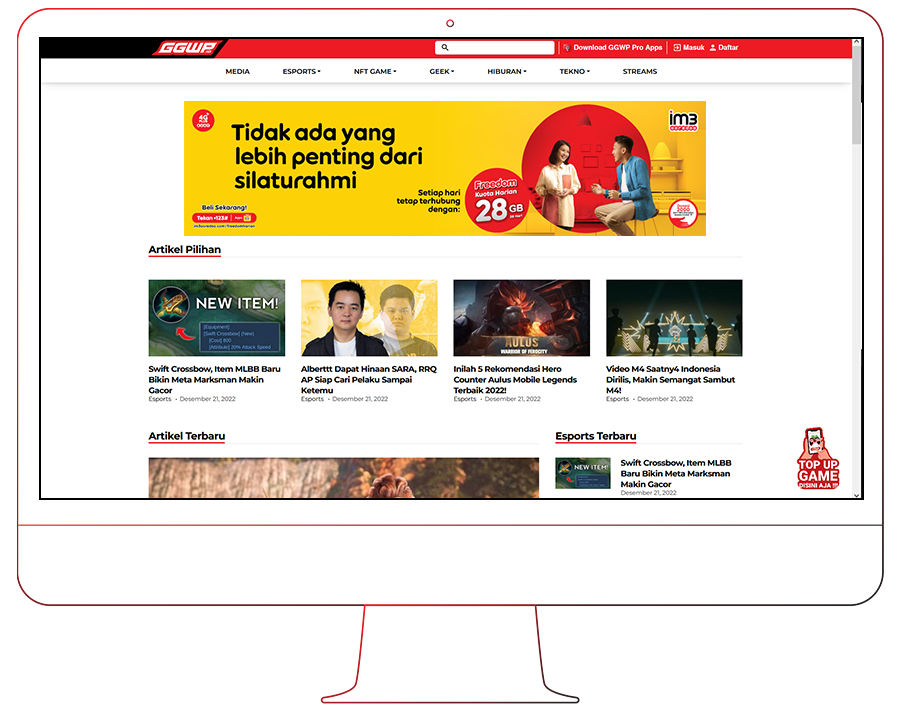 GGWP
Download GGWP Pro Apps
Masuk
Daftar
MEDIA
ESPORTS
NFT GAME
GEEK
HIBURAN
TEKNO
STREAMS
4G
im3
OOREDOO
Tidak ada yang
lebih penting dari
silaturahmi
Setiap hari
tetap terhubung
dengan:
Freedom
Kuota Harian
28 GB
28 Hari
Beli Sekarang!
Tekan *123#
im3ooredoo.com/freedomharian
Artikel Pilihan
NEW ITEM!
[Equipment]
[Swift Crossbow] (New)
[Cost] 800
[Attribute] 20% Attack Speed
Swift Crossbow, Item MLBB Baru
Bikin Meta Marksman Makin
Gacor
Esports • Desember 21, 2022
Alberttt Dapat Hinaan SARA, RRQ
AP Siap Cari Pelaku Sampai
Ketemu
Esports • Desember 21, 2022
AULUS
WARRIOR OF FEROCITY
Inilah 5 Rekomendasi Hero
Counter Aulus Mobile Legends
Terbaik 2022!
Esports • Desember 21, 2022
Video M4 Saatny4 Indonesia
Dirilis, Makin Semangat Sambut
M4!
Esports • Desember 21, 2022
Artikel Terbaru
Esports Terbaru
NEW ITEM!
Swift Crossbow, Item MLBB
Baru Bikin Meta Marksman
Makin Gacor
Desember 21, 2022
TOP UP
GAME
DISINI AJA !!!